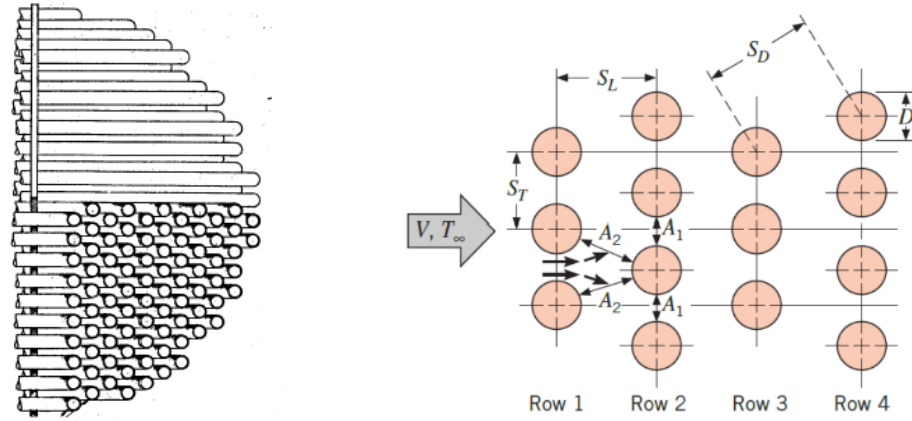 S_D
S_L
D
S_T
V, T_∞
A_2
A_1
A_2
A_1
Row 1 Row 2 Row 3 Row 4